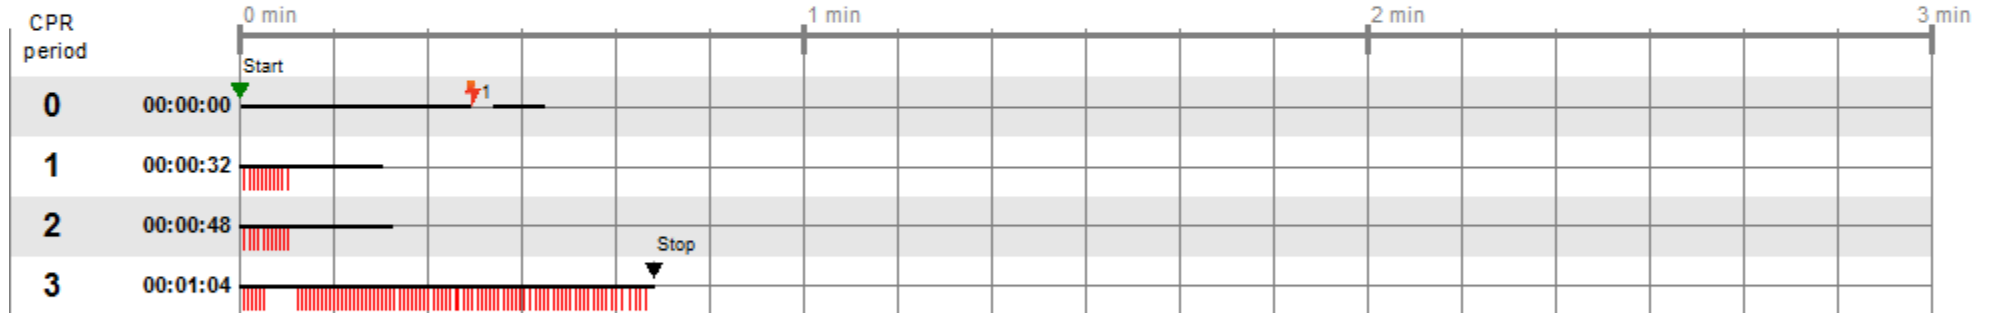 CPR
period
0 min 1 min 2 min 3 min
Start
0 00:00:00 1
1 00:00:32
2 00:00:48
Stop
3 00:01:04